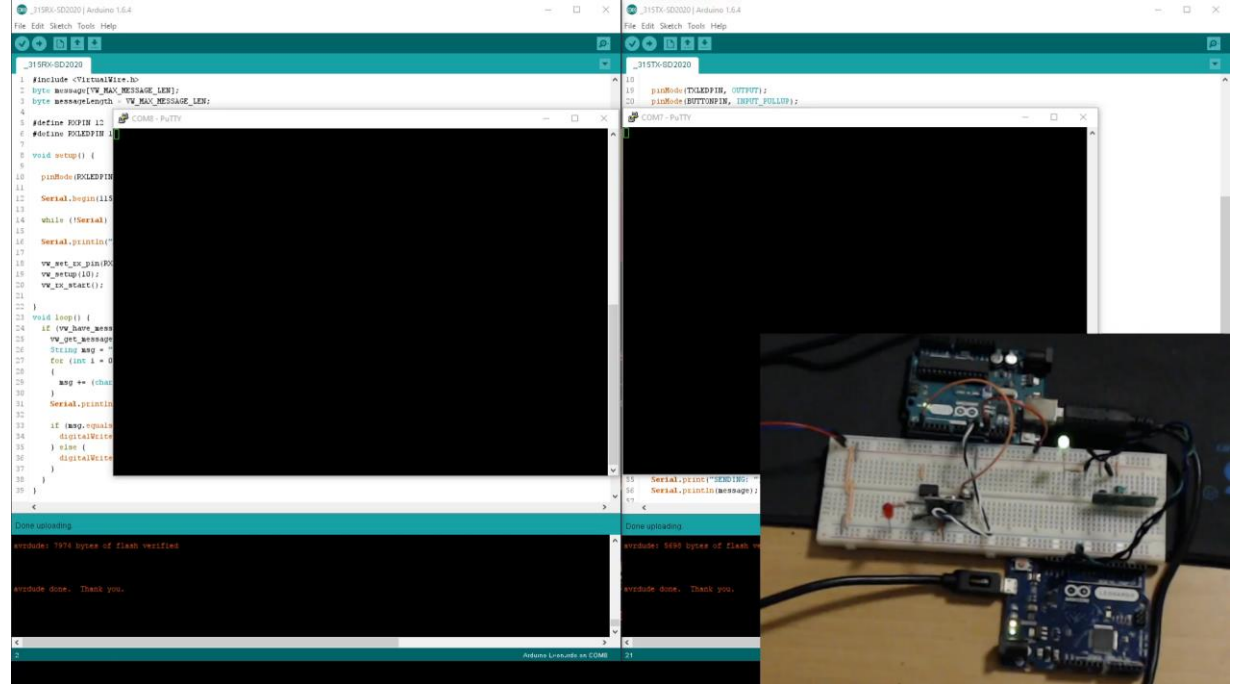 _315RX-SD2020 | Arduino 1.6.4
File Edit Sketch Tools Help
_315RX-SD2020
1 #include <VirtualWire.h>
2 byte message[VW_MAX_MESSAGE_LEN];
3 byte messageLength = VW_MAX_MESSAGE_LEN;
4
5 #define RXPIN 12
6 #define RXLEDPIN 1
7
8 void setup() {
9
10 pinMode(RXLEDPIN
11
12 Serial.begin(115
13
14 while (!Serial)
15
16 Serial.println("
17
18 vw_set_rx_pin(RX
19 vw_setup(10);
20 vw_rx_start();
21
22 }
23 void loop() {
24 if (vw_have_mess
25 vw_get_message
26 String msg = "
27 for (int i = 0
28 {
29 msg += (char
30 }
31 Serial.println
32
33 if (msg.equals
34 digitalWrite
35 } else {
36 digitalWrite
37 }
38 }
39 }
COM8 - PuTTY
Done uploading
avrdude: 7974 bytes of flash verified
avrdude done. Thank you.
2
Arduino Leonardo on COM8
_315TX-SD2020 | Arduino 1.6.4
File Edit Sketch Tools Help
_315TX-SD2020
18
19 pinMode(TXLEDPIN, OUTPUT);
20 pinMode(BUTTONPIN, INPUT_PULLUP);
COM7 - PuTTY
55 Serial.print("SENDING: "
56 Serial.println(message);
57
Done uploading
avrdude: 5698 bytes of flash ve
avrdude done. Thank you.
21
LEONARDO